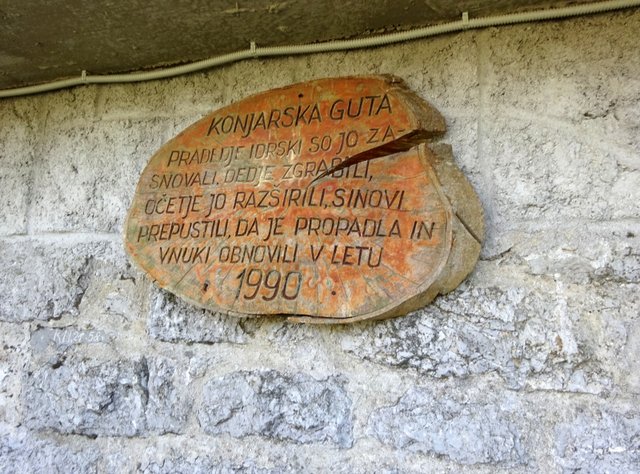 KONJARSKA GUTA
PRADEDJE IDRSKI SO JO ZA-
SNOVALI, DEDJE ZGRABILI,
OČETJE JO RAZŠIRILI, SINOVI
PREPUSTILI, DA JE PROPADLA IN
VNUKI OBNOVILI V LETU
1990